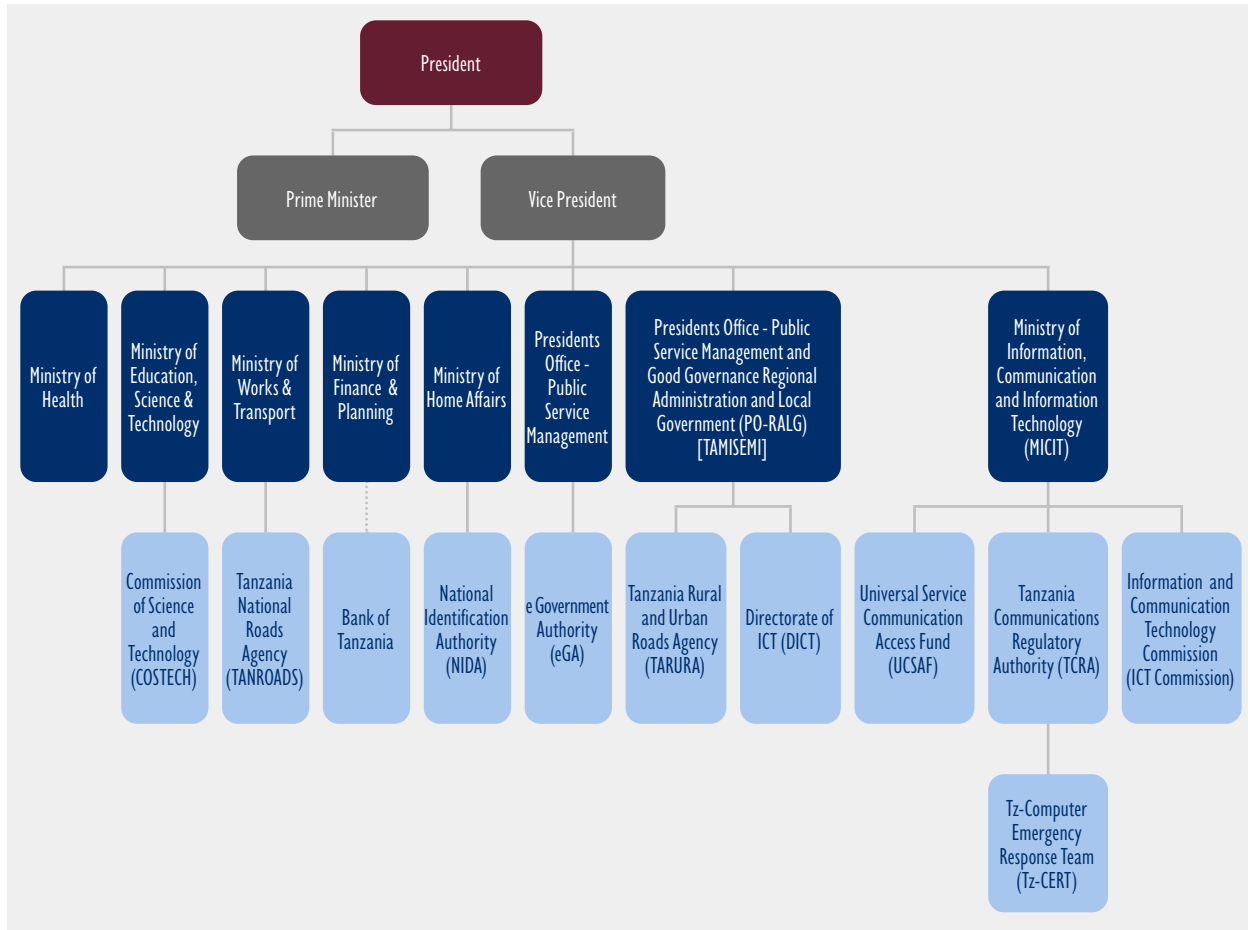 President
Prime Minister
Vice President
Ministry of
Health
Ministry of
Education,
Science &
Technology
Ministry of
Works &
Transport
Ministry of
Finance &
Planning
Ministry of
Home Affairs
Presidents
Office -
Public
Service
Management
Presidents Office - Public
Service Management and
Good Governance Regional
Administration and Local
Government (PO-RALG)
[TAMISEMI]
Ministry of
Information,
Communication
and Information
Technology
(MICIT)
Commission
of Science
and
Technology
(COSTECH)
Tanzania
National
Roads
Agency
(TANROADS)
Bank of
Tanzania
National
Identification
Authority
(NIDA)
e Government
Authority
(eGA)
Tanzania Rural
and Urban
Roads Agency
(TARURA)
Directorate of
ICT (DICT)
Universal Service
Communication
Access Fund
(UCSAF)
Tanzania
Communications
Regulatory
Authority (TCRA)
Information and
Communication
Technology
Commission
(ICT Commission)
Tz-Computer
Emergency
Response Team
(Tz-CERT)